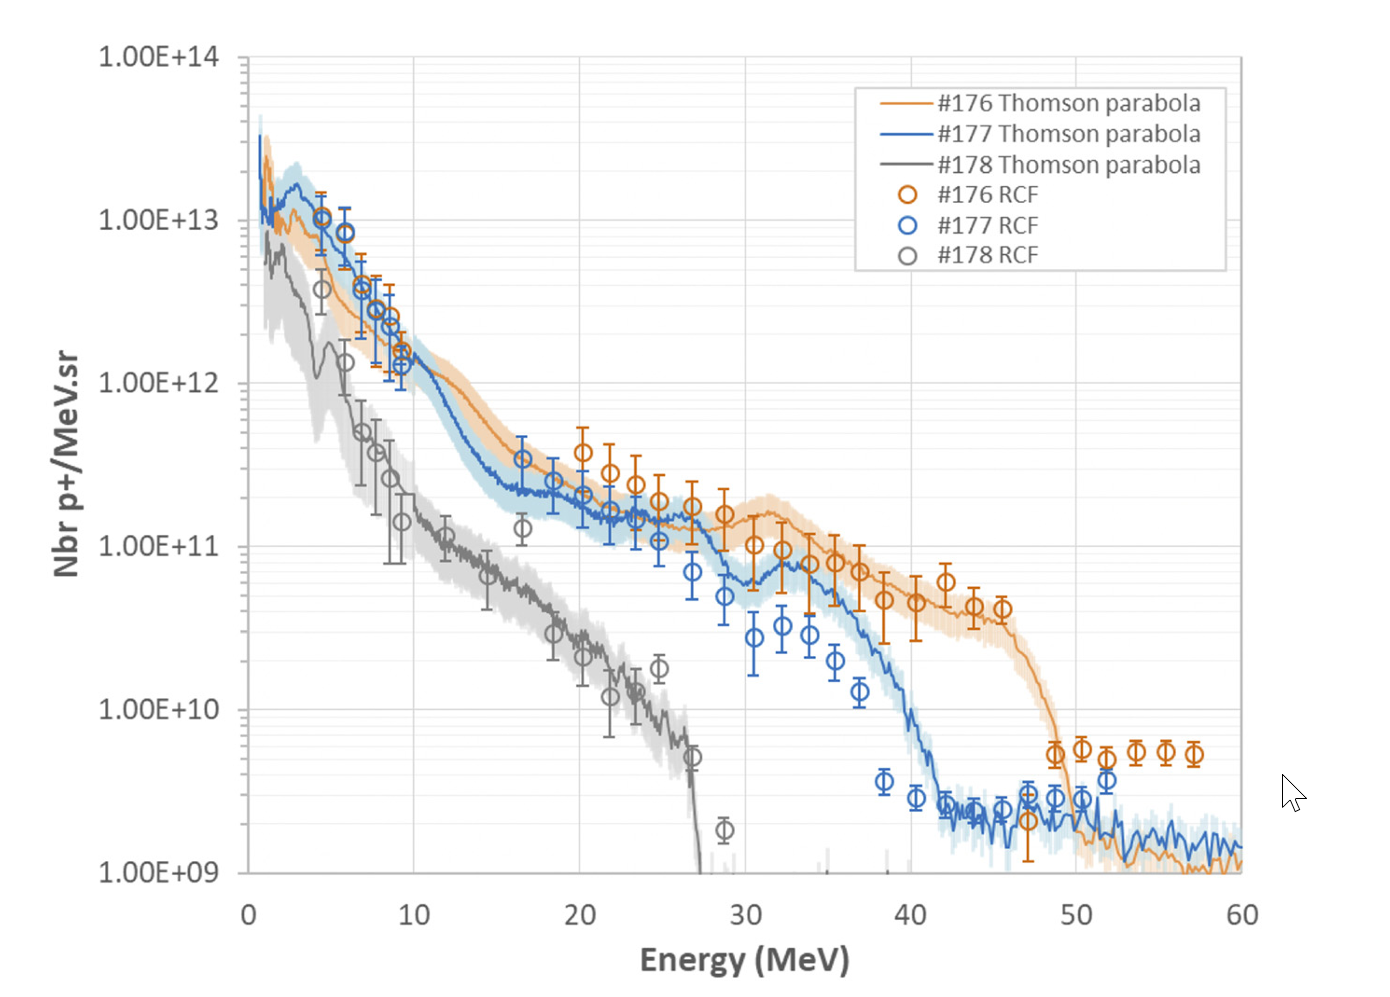 1.00E+14
1.00E+13
1.00E+12
1.00E+11
1.00E+10
1.00E+09
Nbr p+/MeV.sr
#176 Thomson parabola
#177 Thomson parabola
#178 Thomson parabola
#176 RCF
#177 RCF
#178 RCF
0 10 20 30 40 50 60
Energy (MeV)